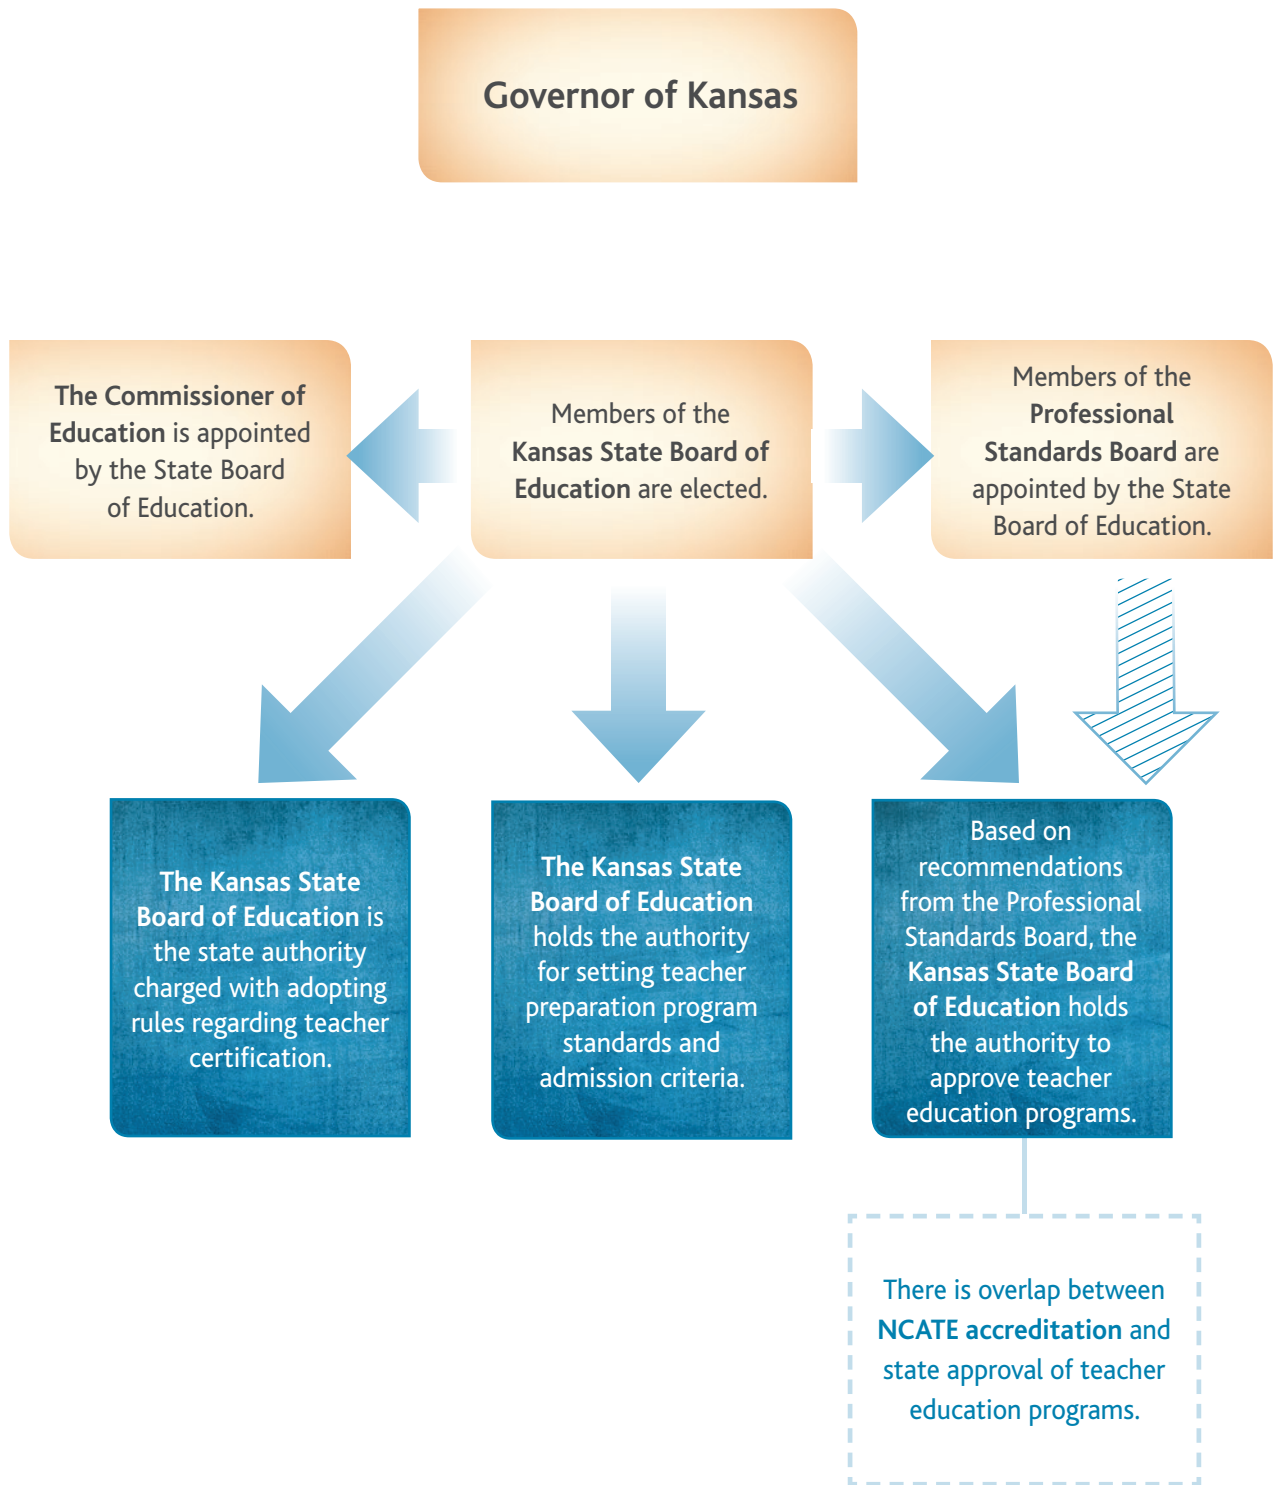 Governor of Kansas
The Commissioner of
Education is appointed
by the State Board
of Education.
Members of the
Kansas State Board of
Education are elected.
Members of the
Professional
Standards Board are
appointed by the State
Board of Education.
The Kansas State
Board of Education is
the state authority
charged with adopting
rules regarding teacher
certification.
The Kansas State
Board of Education
holds the authority
for setting teacher
preparation program
standards and
admission criteria.
Based on
recommendations
from the Professional
Standards Board, the
Kansas State Board
of Education holds
the authority to
approve teacher
education programs.
There is overlap between
NCATE accreditation and
state approval of teacher
education programs.